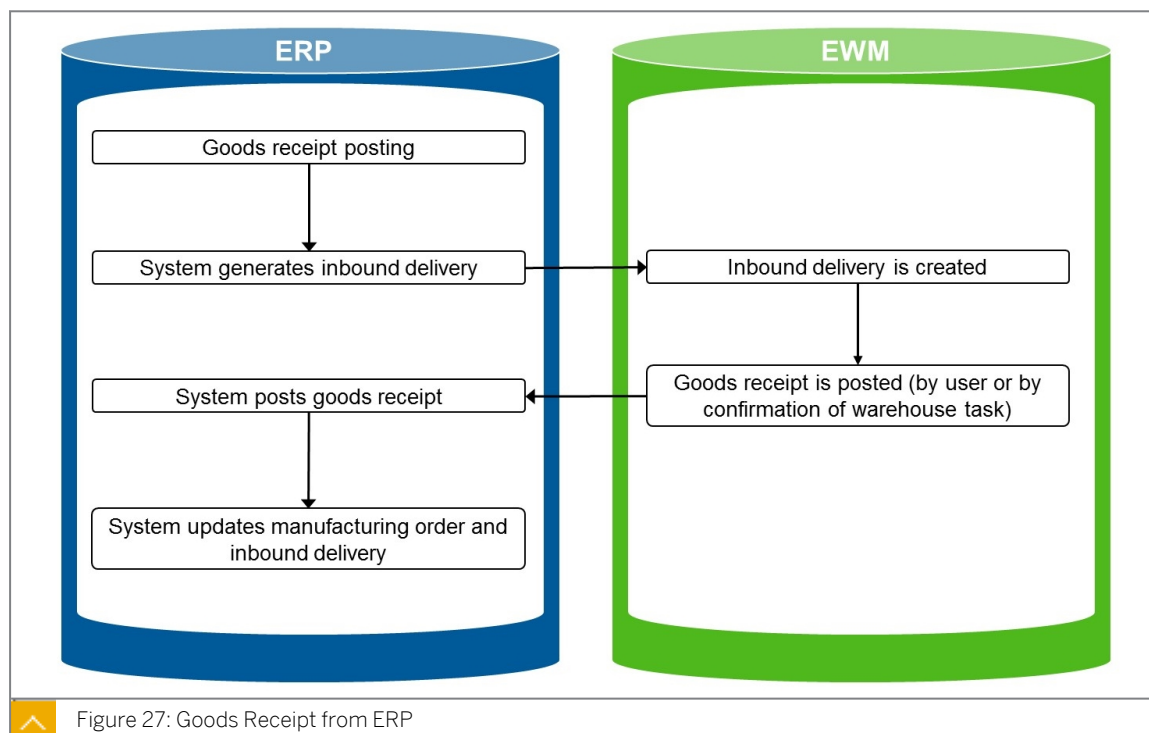 ERP
EWM
Goods receipt posting
System generates inbound delivery
Inbound delivery is created
System posts goods receipt
Goods receipt is posted (by user or by
confirmation of warehouse task)
System updates manufacturing order and
inbound delivery
Figure 27: Goods Receipt from ERP